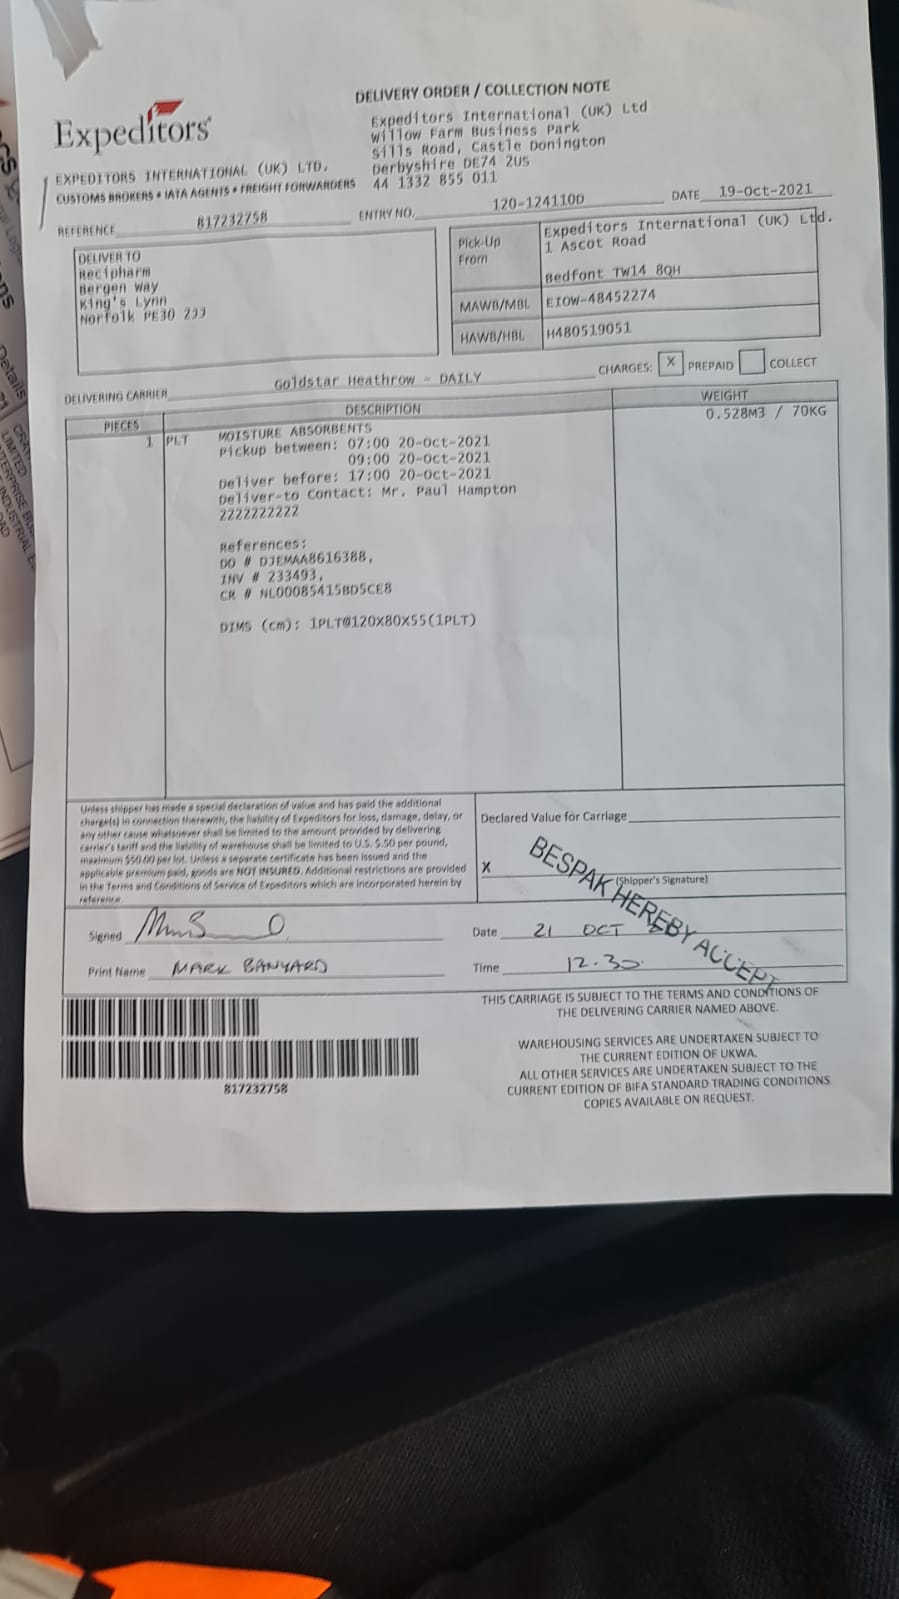 DELIVERY ORDER / COLLECTION NOTE
Expeditors
Expeditors International (UK) Ltd
Willow Farm Business Park
Sills Road, Castle Donington
Derbyshire DE74 2US
44 1332 855 011
EXPEDITORS INTERNATIONAL (UK) LTD.
CUSTOMS BROKERS • IATA AGENTS • FREIGHT FORWARDERS
REFERENCE 817232758 ENTRY NO. 120-124110D DATE 19-Oct-2021
DELIVER TO
Recipharm
Bergen Way
King's Lynn
Norfolk PE30 2JJ
Pick-Up From
Expeditors International (UK) Ltd.
1 Ascot Road
Bedfont TW14 8QH
MAWB/MBL EIOW-48452274
HAWB/HBL H480519051
DELIVERING CARRIER Goldstar Heathrow - DAILY CHARGES: X PREPAID COLLECT
PIECES DESCRIPTION WEIGHT
1 PLT MOISTURE ABSORBENTS 0.528M3 / 70KG
Pickup between: 07:00 20-Oct-2021
09:00 20-Oct-2021
Deliver before: 17:00 20-Oct-2021
Deliver-to Contact: Mr. Paul Hampton
2222222222
References:
DO # DJEMAA8616388,
INV # 233493,
CR # NL00085415BD5CE8
DIMS (cm): 1PLT@120X80X55(1PLT)
Unless shipper has made a special declaration of value and has paid the additional
charge(s) in connection therewith, the liability of Expeditors for loss, damage, delay, or
any other cause whatsoever shall be limited to the amount provided by delivering
carrier's tariff and the liability of warehouse shall be limited to U.S. $.50 per pound,
maximum $50.00 per lot. Unless a separate certificate has been issued and the
applicable premium paid, goods are NOT INSURED. Additional restrictions are provided
in the Terms and Conditions of Service of Expeditors which are incorporated herein by
reference.
Declared Value for Carriage
X
(Shipper's Signature)
BESPAK HEREBY ACCEPT
Signed
Date 21 OCT
Print Name MARK BANYARD
Time 12.30
THIS CARRIAGE IS SUBJECT TO THE TERMS AND CONDITIONS OF
THE DELIVERING CARRIER NAMED ABOVE.
WAREHOUSING SERVICES ARE UNDERTAKEN SUBJECT TO
THE CURRENT EDITION OF UKWA.
ALL OTHER SERVICES ARE UNDERTAKEN SUBJECT TO THE
CURRENT EDITION OF BIFA STANDARD TRADING CONDITIONS
COPIES AVAILABLE ON REQUEST.
817232758